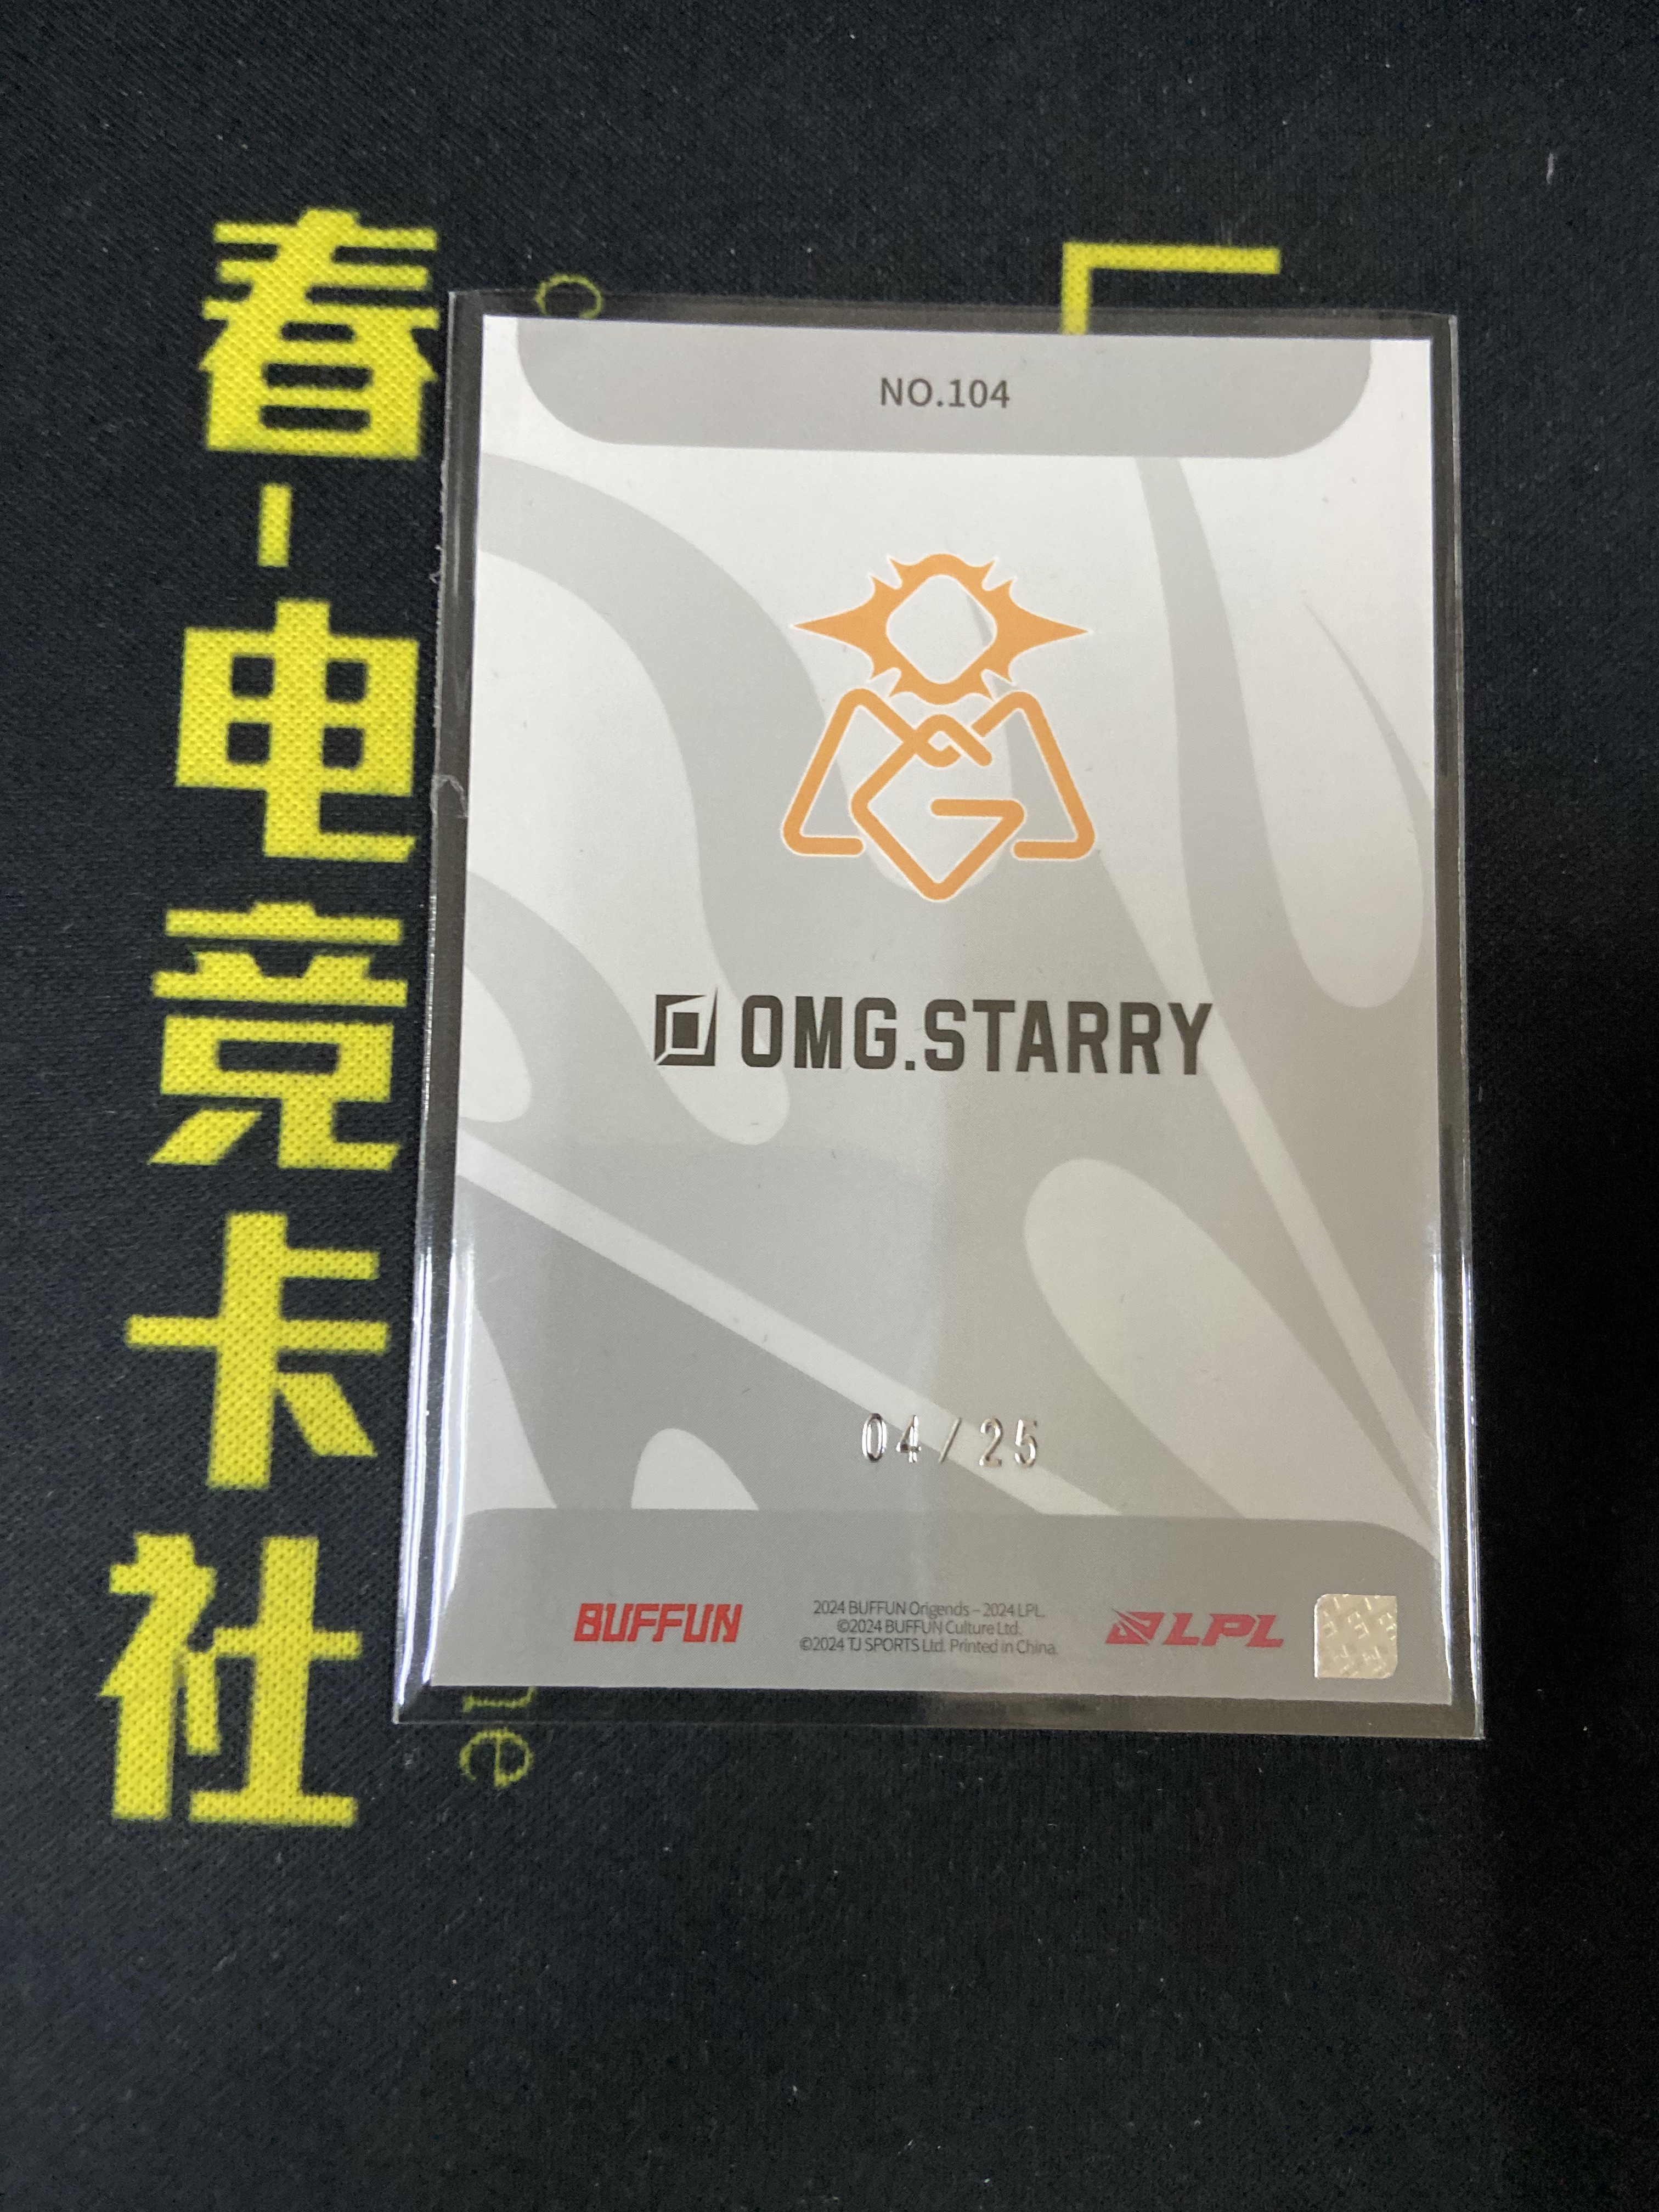 春-电竞卡社
NO.104
OMG.STARRY
04/25
BUFFUN
2024 BUFFUN Origends – 2024 LPL.
©2024 BUFFUN Culture Ltd.
©2024 TJ SPORTS Ltd. Printed in China.
LPL